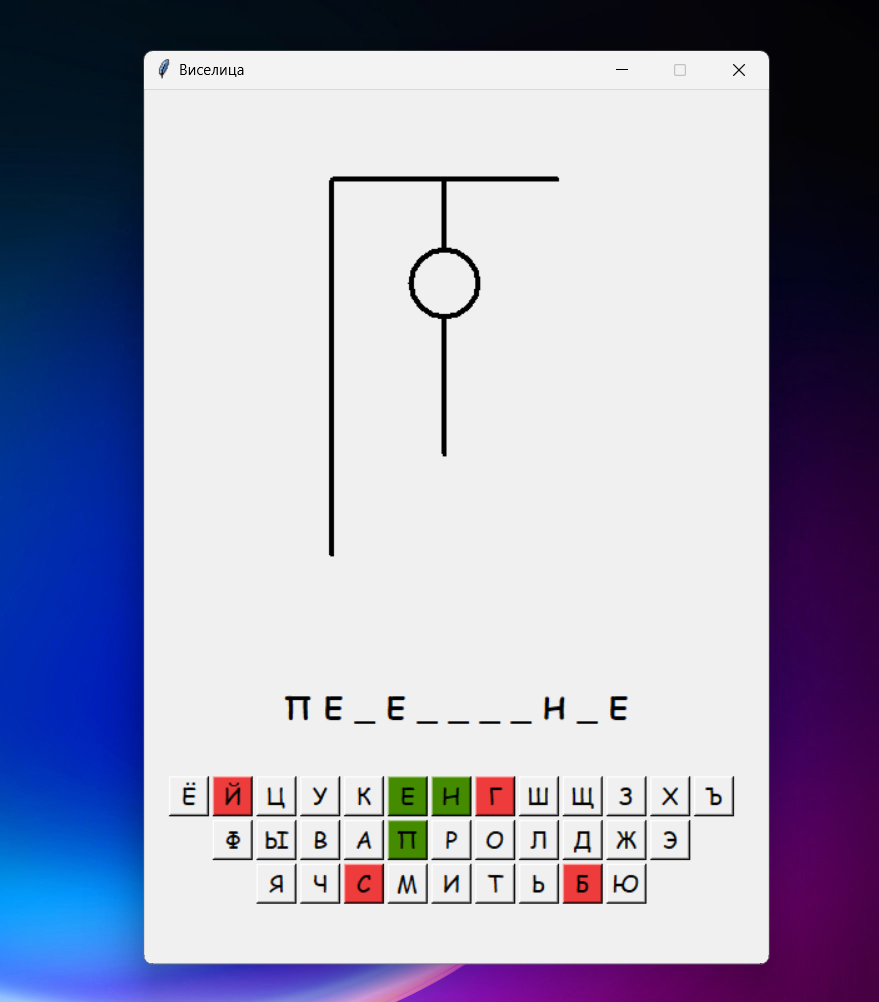 Виселица
П Е _ Е _ _ _ _ Н _ Е
Ё Й Ц У К Е Н Г Ш Щ З Х Ъ
Ф Ы В А П Р О Л Д Ж Э
Я Ч С М И Т Ь Б Ю